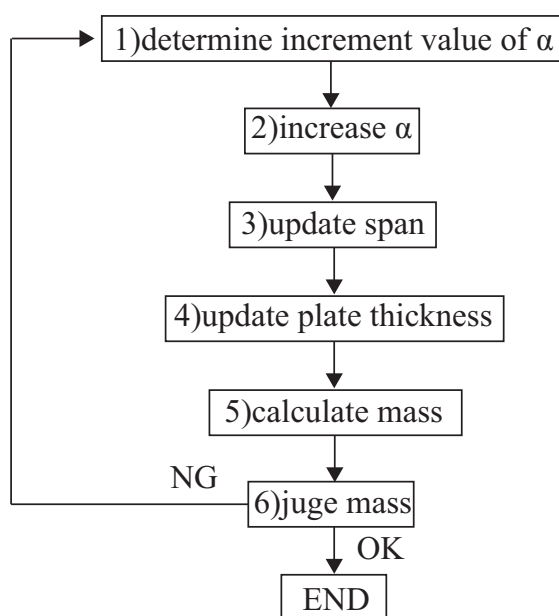 1)determine increment value of α
2)increase α
3)update span
4)update plate thickness
5)calculate mass
NG
6)juge mass
OK
END